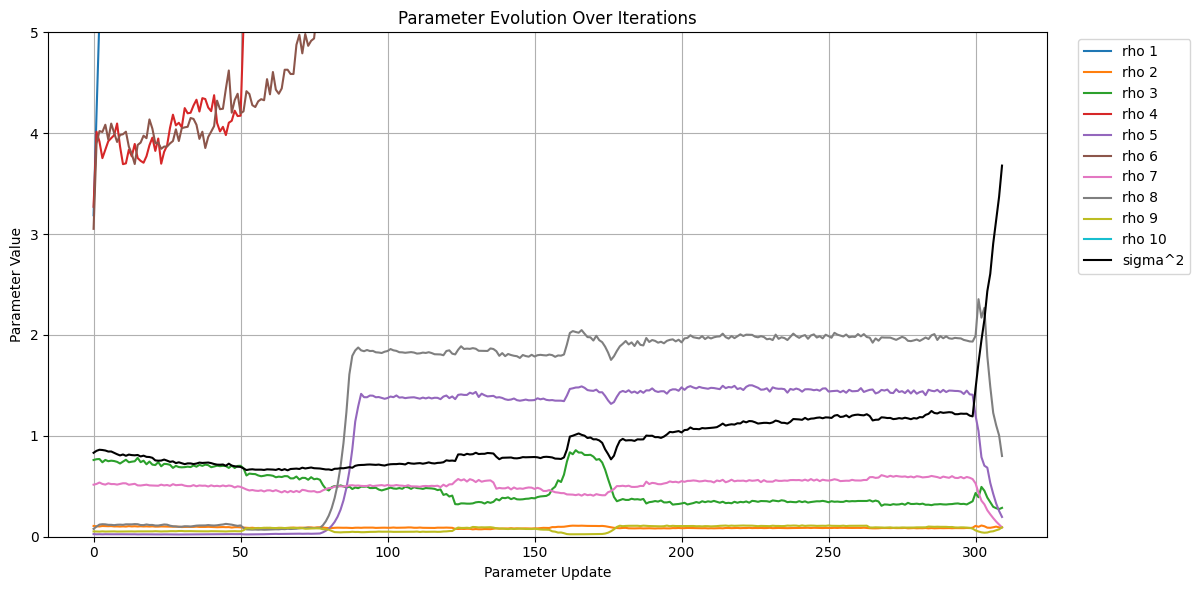 Parameter Evolution Over Iterations
Parameter Value
5
4
3
2
1
0
0
50
100
150
200
250
300
Parameter Update
rho 1
rho 2
rho 3
rho 4
rho 5
rho 6
rho 7
rho 8
rho 9
rho 10
sigma^2